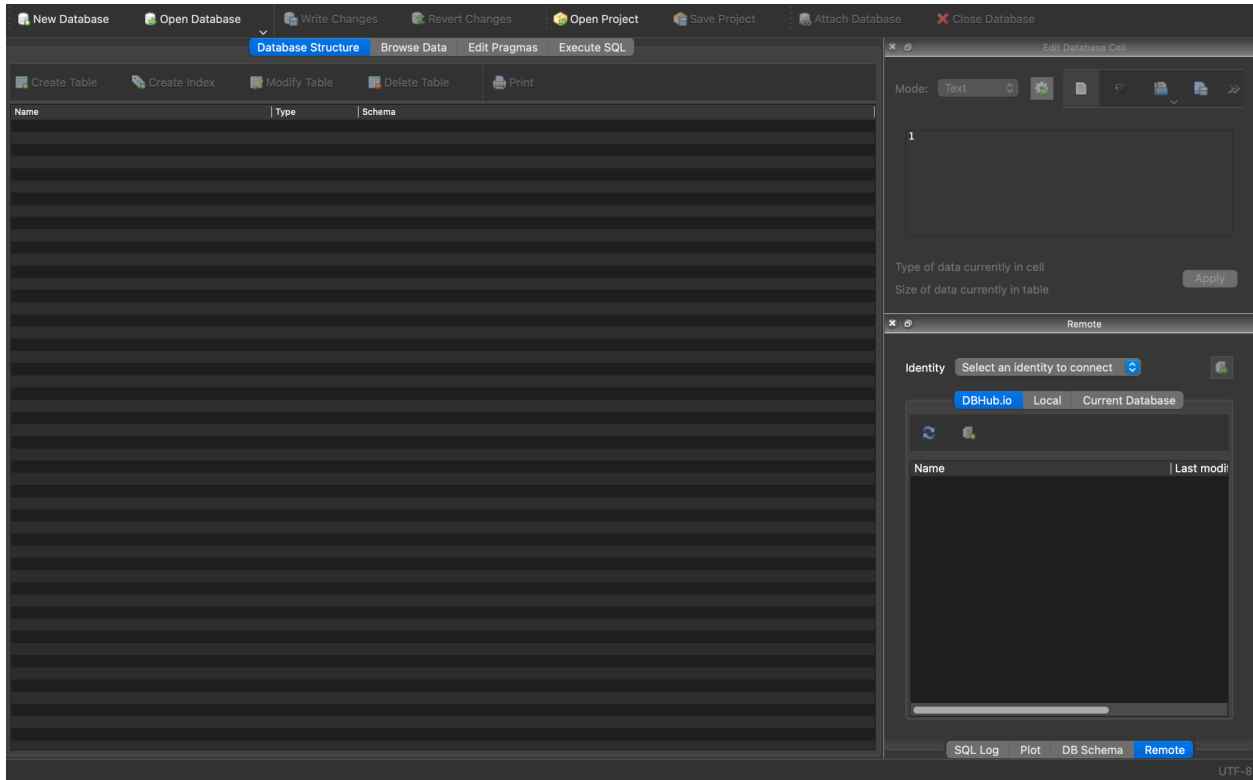 New Database Open Database Write Changes Revert Changes Open Project Save Project Attach Database Close Database
Database Structure Browse Data Edit Pragmas Execute SQL
Create Table Create Index Modify Table Delete Table Print
Name Type Schema
Edit Database Cell
Mode: Text
1
Type of data currently in cell
Size of data currently in table
Apply
Remote
Identity Select an identity to connect
DBHub.io Local Current Database
Name Last modif
SQL Log Plot DB Schema Remote
UTF-8